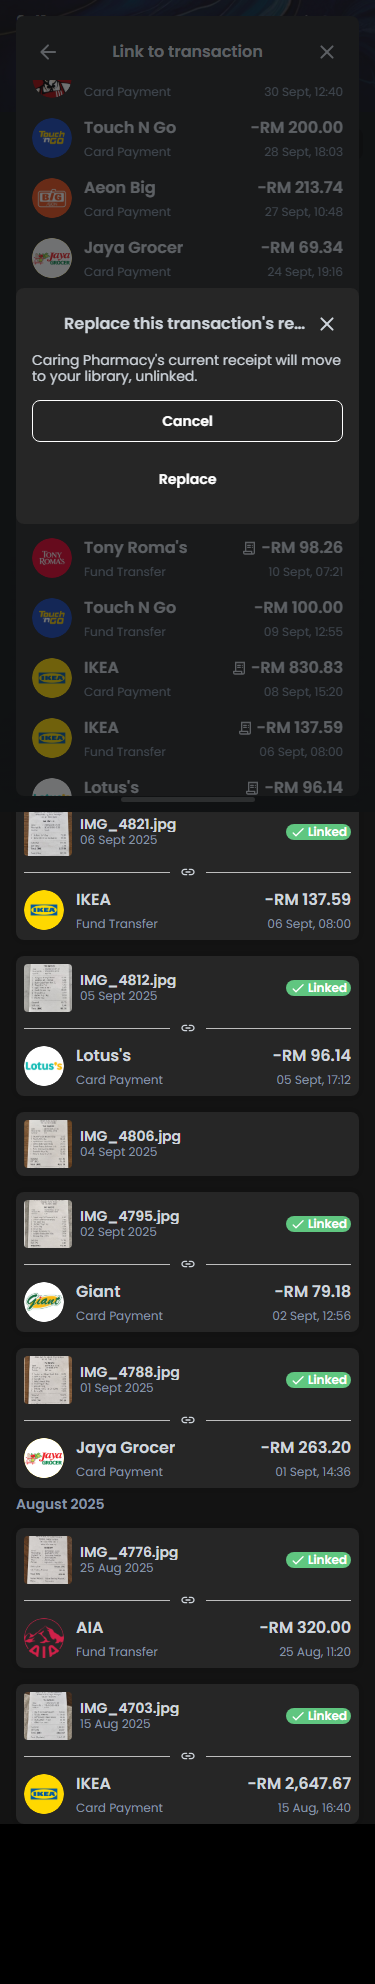 Link to transaction
Card Payment 30 Sept, 12:40
Touch N Go -RM 200.00
Card Payment 28 Sept, 18:03
Aeon Big -RM 213.74
Card Payment 27 Sept, 10:48
Jaya Grocer -RM 69.34
Card Payment 24 Sept, 19:16
Replace this transaction's re...
Caring Pharmacy's current receipt will move
to your library, unlinked.
Cancel
Replace
Tony Roma's -RM 98.26
Fund Transfer 10 Sept, 07:21
Touch N Go -RM 100.00
Fund Transfer 09 Sept, 12:55
IKEA -RM 830.83
Card Payment 08 Sept, 15:20
IKEA -RM 137.59
Fund Transfer 06 Sept, 08:00
Lotus's -RM 96.14
IMG_4821.jpg
06 Sept 2025 Linked
IKEA -RM 137.59
Fund Transfer 06 Sept, 08:00
IMG_4812.jpg
05 Sept 2025 Linked
Lotus's -RM 96.14
Card Payment 05 Sept, 17:12
IMG_4806.jpg
04 Sept 2025
IMG_4795.jpg
02 Sept 2025 Linked
Giant -RM 79.18
Card Payment 02 Sept, 12:56
IMG_4788.jpg
01 Sept 2025 Linked
Jaya Grocer -RM 263.20
Card Payment 01 Sept, 14:36
August 2025
IMG_4776.jpg
25 Aug 2025 Linked
AIA -RM 320.00
Fund Transfer 25 Aug, 11:20
IMG_4703.jpg
15 Aug 2025 Linked
IKEA -RM 2,647.67
Card Payment 15 Aug, 16:40